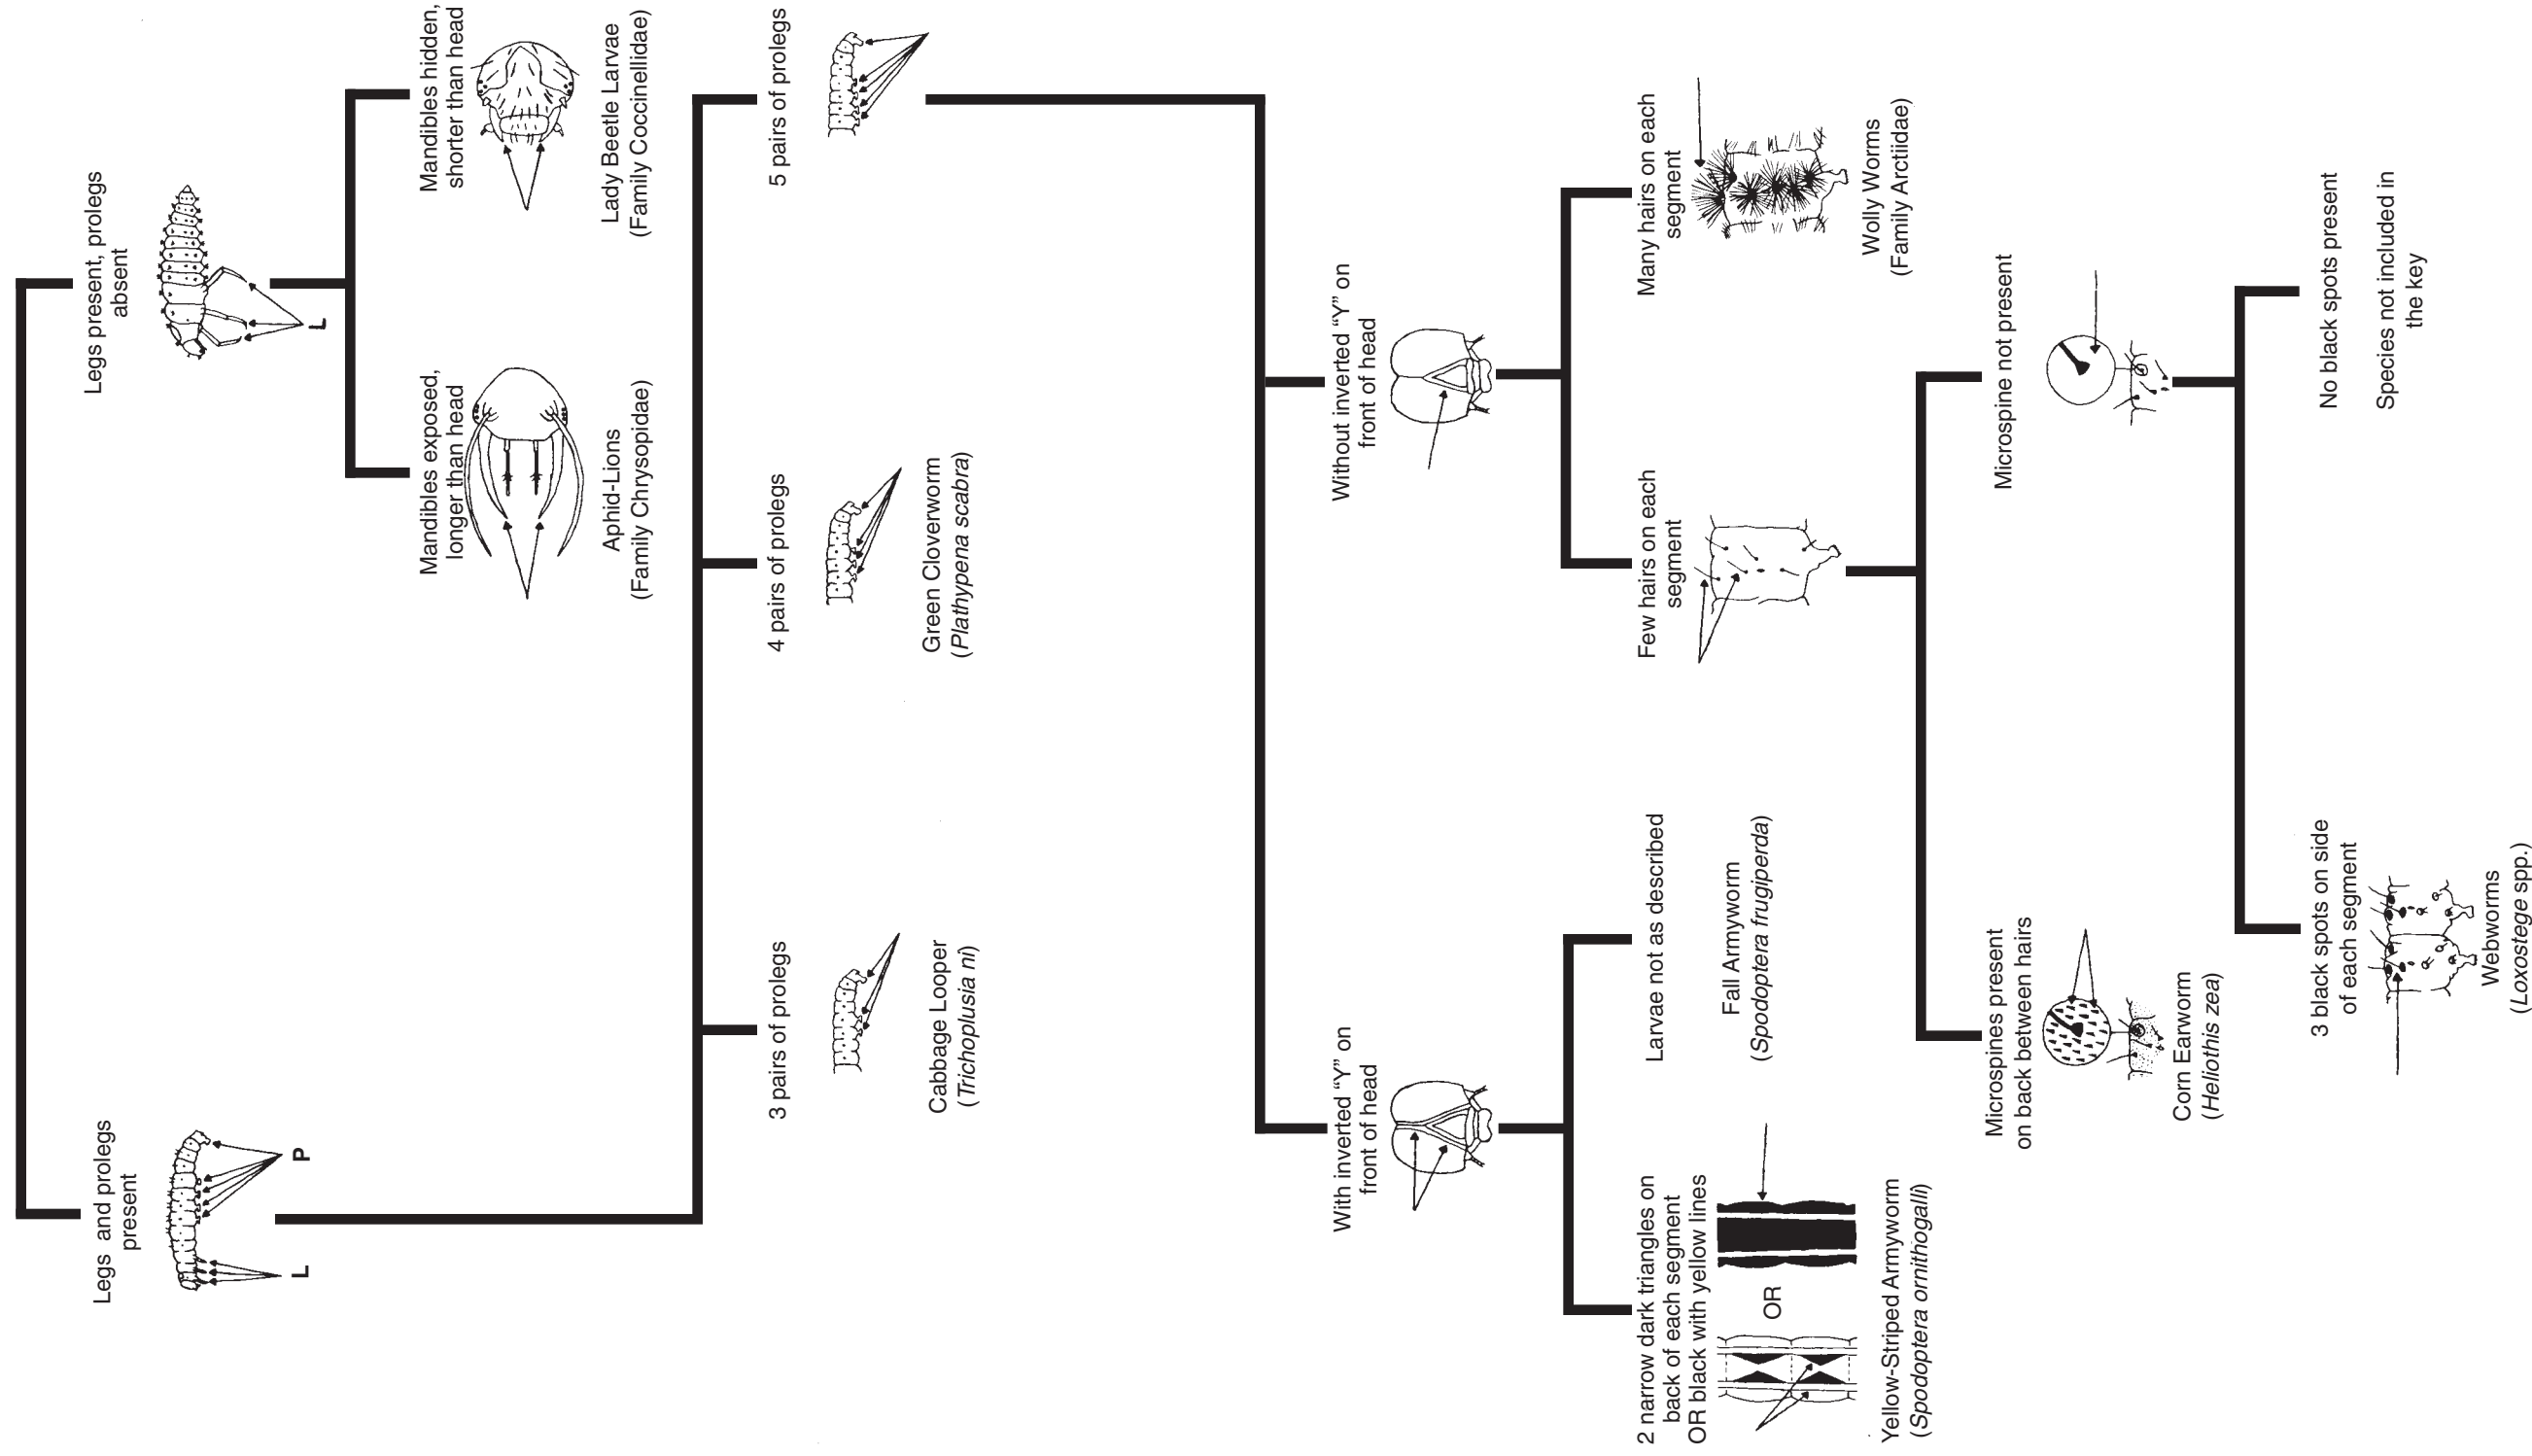 Legs and prolegs
present
L
P
Legs present, prolegs
absent
L
Mandibles exposed,
longer than head
Aphid-Lions
(Family Chrysopidae)
Mandibles hidden,
shorter than head
Lady Beetle Larvae
(Family Coccinellidae)
3 pairs of prolegs
Cabbage Looper
(Trichoplusia ni)
4 pairs of prolegs
Green Cloverworm
(Plathypena scabra)
5 pairs of prolegs
With inverted “Y” on
front of head
Without inverted “Y” on
front of head
2 narrow dark triangles on
back of each segment
OR black with yellow lines
OR
Yellow-Striped Armyworm
(Spodoptera ornithogalli)
Larvae not as described
Fall Armyworm
(Spodoptera frugiperda)
Few hairs on each
segment
Many hairs on each
segment
Wolly Worms
(Family Arctiidae)
Microspines present
on back between hairs
Corn Earworm
(Heliothis zea)
Microspine not present
3 black spots on side
of each segment
Webworms
(Loxostege spp.)
No black spots present
Species not included in
the key